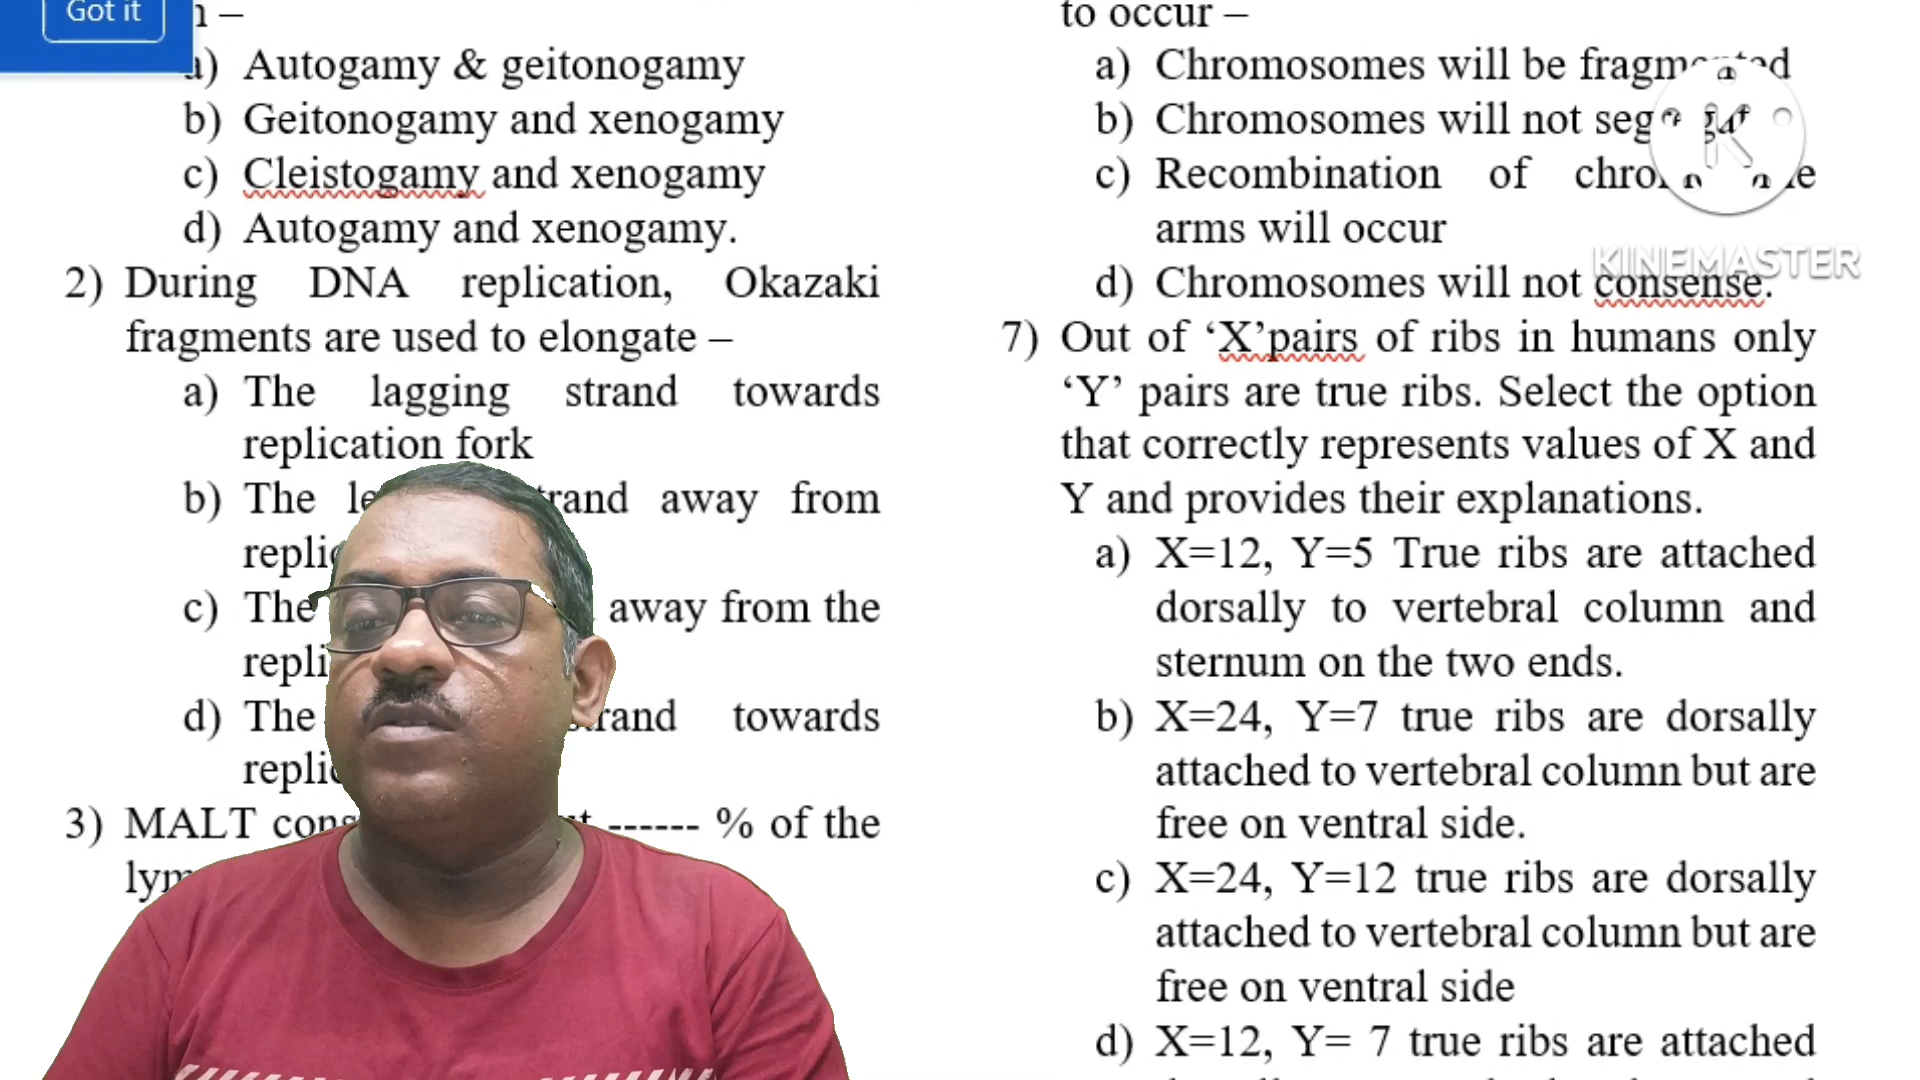 Got it
–
a) Autogamy & geitonogamy
b) Geitonogamy and xenogamy
c) Cleistogamy and xenogamy
d) Autogamy and xenogamy.
2) During DNA replication, Okazaki
fragments are used to elongate –
a) The lagging strand towards
replication fork
b) The away from
c) The away from the
d) The towards
3) MALT % of the
to occur –
a) Chromosomes will be
b) Chromosomes will not
c) Recombination of
arms will occur
d) Chromosomes will not consense.
7) Out of ‘X’pairs of ribs in humans only
‘Y’ pairs are true ribs. Select the option
that correctly represents values of X and
Y and provides their explanations.
a) X=12, Y=5 True ribs are attached
dorsally to vertebral column and
sternum on the two ends.
b) X=24, Y=7 true ribs are dorsally
attached to vertebral column but are
free on ventral side.
c) X=24, Y=12 true ribs are dorsally
attached to vertebral column but are
free on ventral side
d) X=12, Y= 7 true ribs are attached
K
KINEMASTER